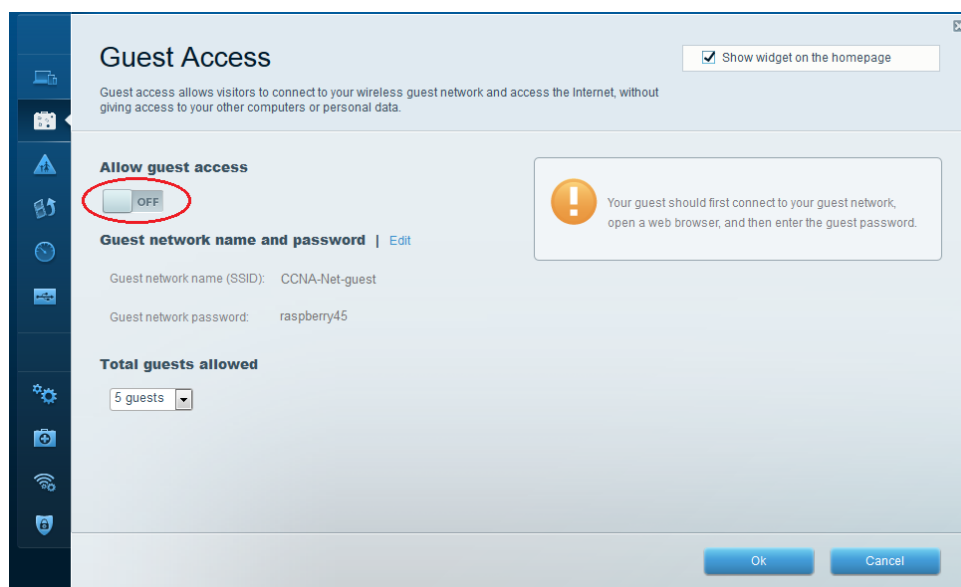 Guest Access
Show widget on the homepage
Guest access allows visitors to connect to your wireless guest network and access the Internet, without
giving access to your other computers or personal data.
Allow guest access
OFF
Your guest should first connect to your guest network,
open a web browser, and then enter the guest password.
Guest network name and password | Edit
Guest network name (SSID): CCNA-Net-guest
Guest network password: raspberry45
Total guests allowed
5 guests
Ok Cancel